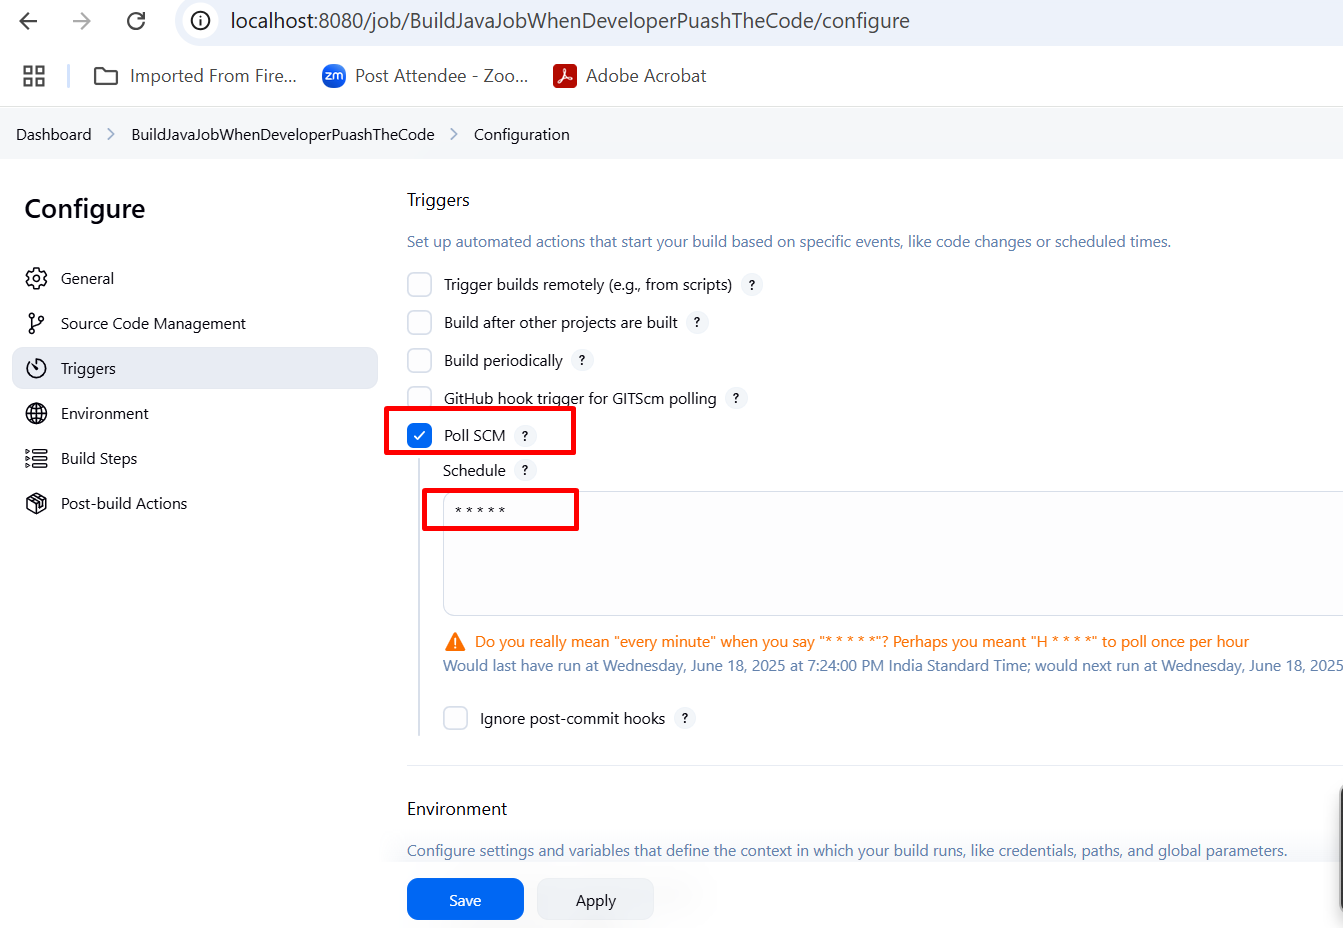 localhost:8080/job/BuildJavaJobWhenDeveloperPuashTheCode/configure
Imported From Fire... zm Post Attendee - Zoo... Adobe Acrobat
Dashboard > BuildJavaJobWhenDeveloperPuashTheCode > Configuration
Configure
General
Source Code Management
Triggers
Environment
Build Steps
Post-build Actions
Triggers
Set up automated actions that start your build based on specific events, like code changes or scheduled times.
Trigger builds remotely (e.g., from scripts) ?
Build after other projects are built ?
Build periodically ?
GitHub hook trigger for GITScm polling ?
Poll SCM ?
Schedule ?
* * * * *
Do you really mean "every minute" when you say "* * * * *"? Perhaps you meant "H * * * *" to poll once per hour
Would last have run at Wednesday, June 18, 2025 at 7:24:00 PM India Standard Time; would next run at Wednesday, June 18, 2025
Ignore post-commit hooks ?
Environment
Configure settings and variables that define the context in which your build runs, like credentials, paths, and global parameters.
Save Apply